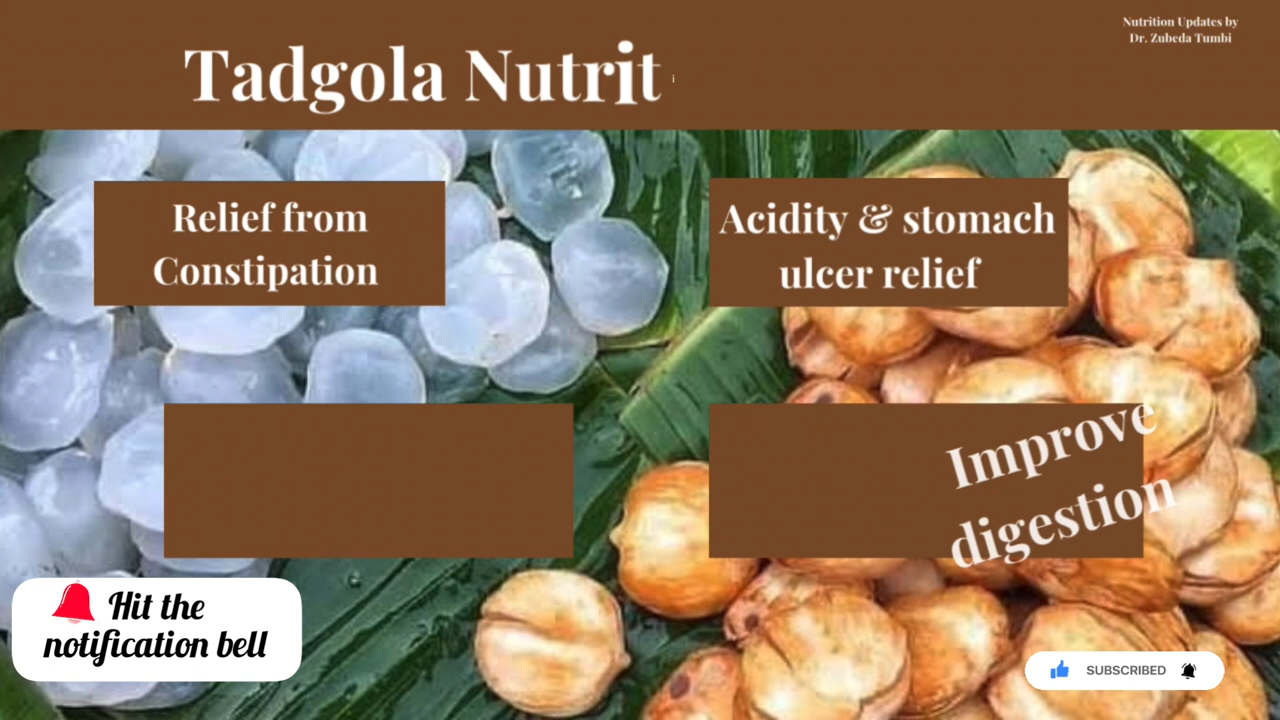 Nutrition Updates by
Dr. Zubeda Tumbi
Tadgola Nutrit
Relief from
Constipation
Acidity & stomach
ulcer relief
Improve
digestion
Hit the
notification bell
SUBSCRIBED